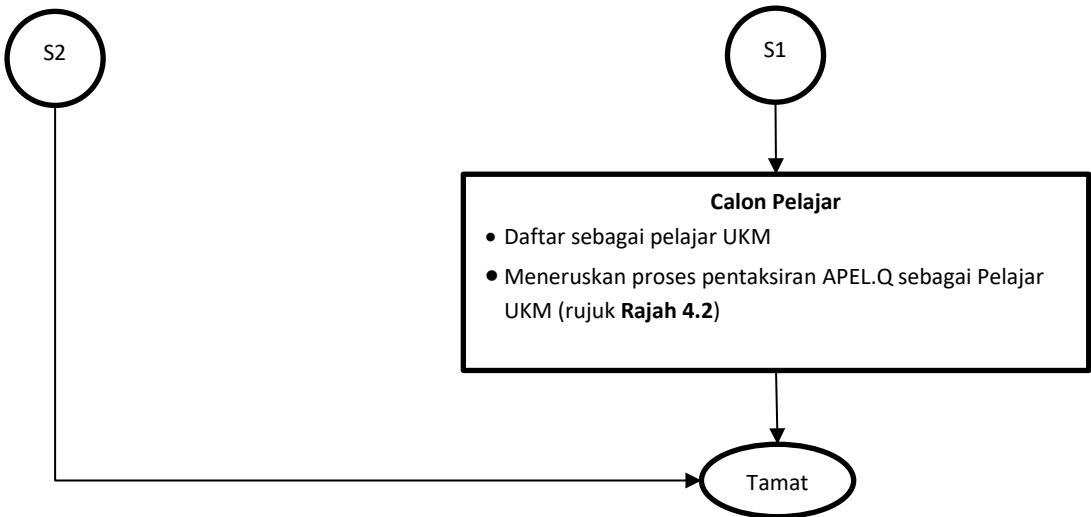 S2
S1
Calon Pelajar
• Daftar sebagai pelajar UKM
• Meneruskan proses pentaksiran APEL.Q sebagai Pelajar
UKM (rujuk Rajah 4.2)
Tamat